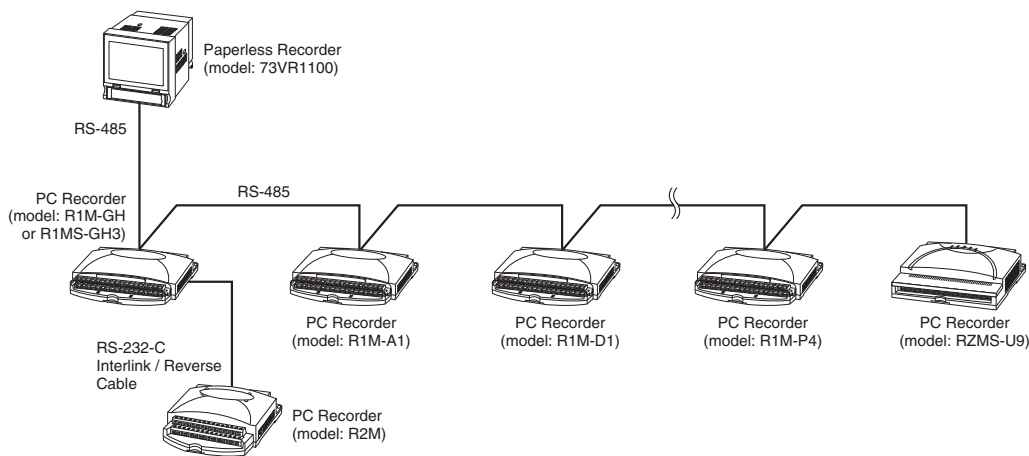 Paperless Recorder
(model: 73VR1100)
RS-485
PC Recorder
(model: R1M-GH
or R1MS-GH3)
RS-485
PC Recorder
(model: R1M-A1)
PC Recorder
(model: R1M-D1)
PC Recorder
(model: R1M-P4)
PC Recorder
(model: RZMS-U9)
RS-232-C
Interlink / Reverse
Cable
PC Recorder
(model: R2M)